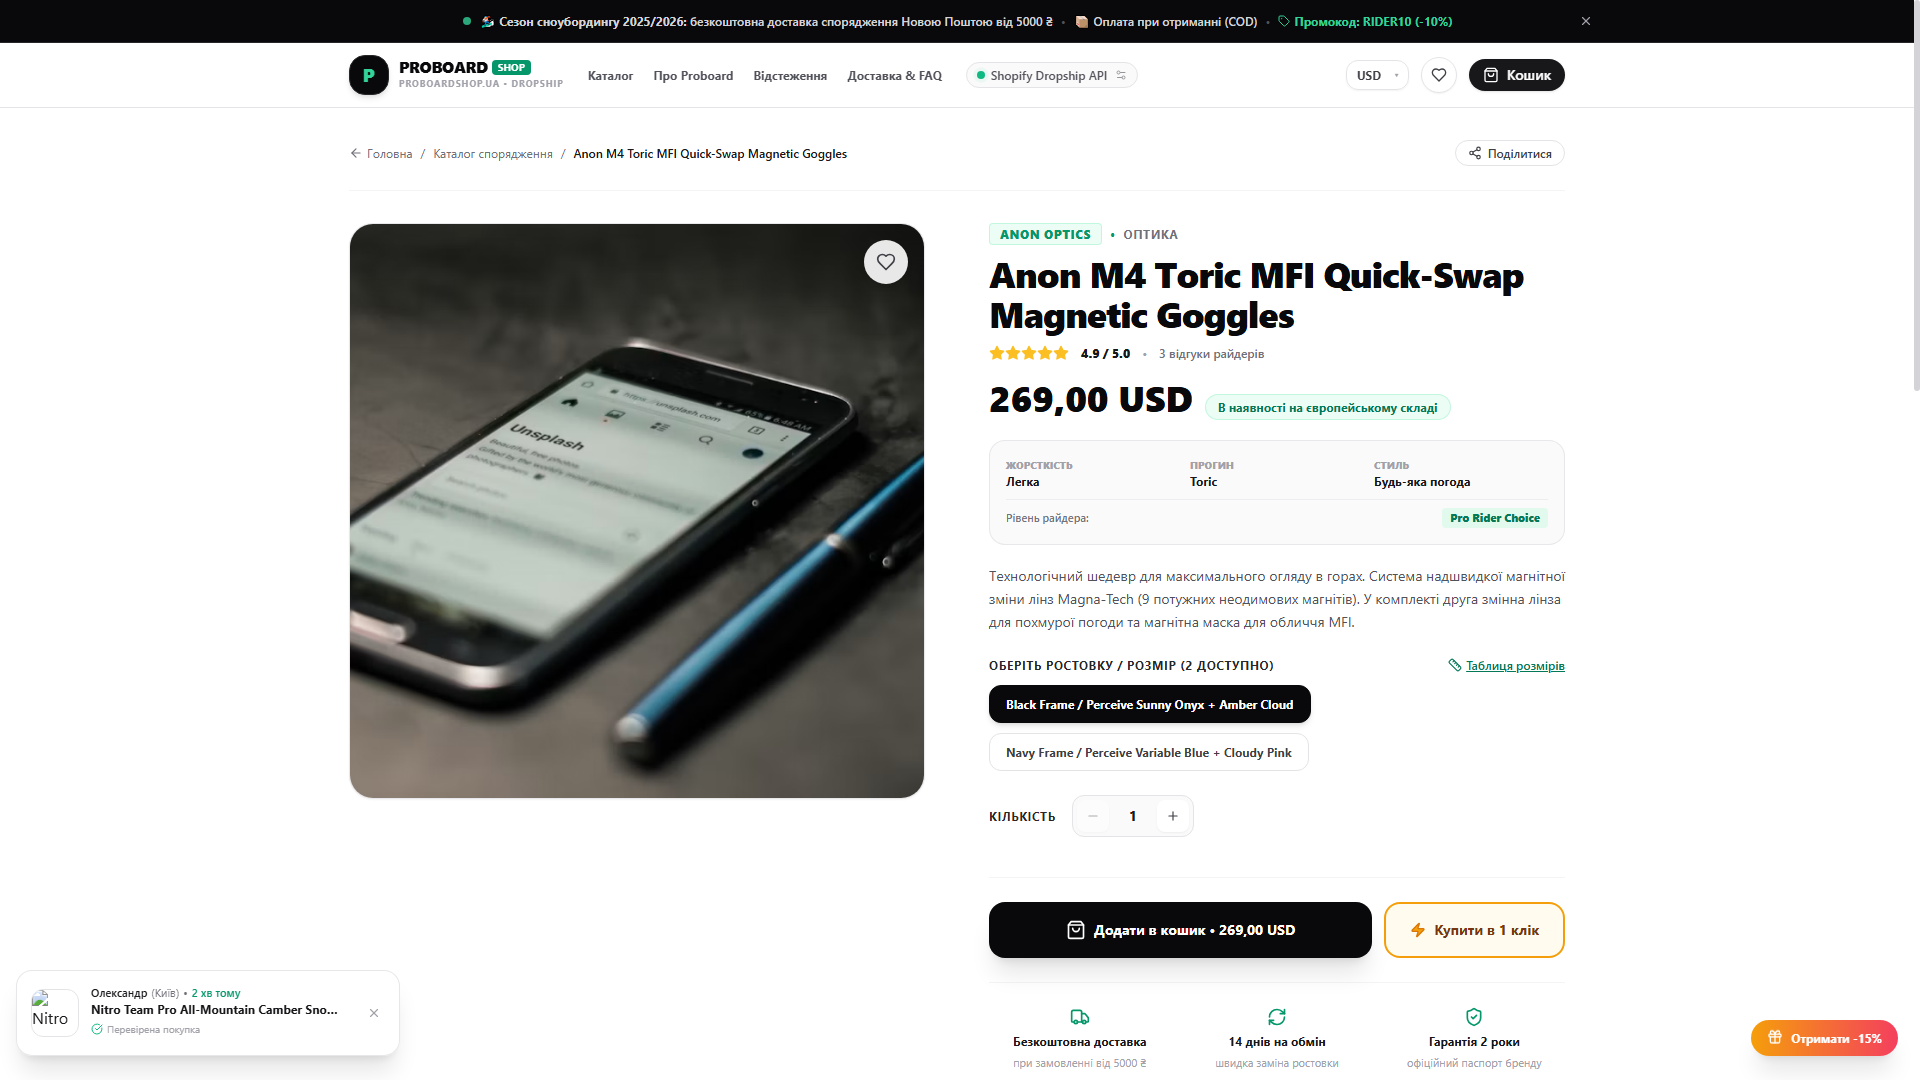 Сезон сноубордингу 2025/2026: безкоштовна доставка спорядження Новою Поштою від 5000 ₴ • Оплата при отриманні (COD) • Промокод: RIDER10 (-10%)
P PROBOARD SHOP
PROBOARDSHOP.UA • DROPSHIP
Каталог Про Proboard Відстеження Доставка & FAQ Shopify Dropship API
USD Кошик
Головна / Каталог спорядження / Anon M4 Toric MFI Quick-Swap Magnetic Goggles
Поділитися
https://unsplash.com
Unsplash
Beautiful, free photos.
ANON OPTICS • ОПТИКА
Anon M4 Toric MFI Quick-Swap
Magnetic Goggles
4.9 / 5.0 • 3 відгуки райдерів
269,00 USD В наявності на європейському складі
ЖОРСТКІСТЬ ПРОГИН СТИЛЬ
Легка Toric Будь-яка погода
Рівень райдера: Pro Rider Choice
Технологічний шедевр для максимального огляду в горах. Система надшвидкої магнітної
зміни лінз Magna-Tech (9 потужних неодимових магнітів). У комплекті друга змінна лінза
для похмурої погоди та магнітна маска для обличчя MFI.
ОБЕРІТЬ РОСТОВКУ / РОЗМІР (2 ДОСТУПНО) Таблиця розмірів
Black Frame / Perceive Sunny Onyx + Amber Cloud
Navy Frame / Perceive Variable Blue + Cloudy Pink
КІЛЬКІСТЬ − 1 +
Додати в кошик • 269,00 USD Купити в 1 клік
Безкоштовна доставка 14 днів на обмін Гарантія 2 роки
при замовленні від 5000 ₴ швидка заміна ростовки офіційний паспорт бренду
Nitro
Олександр (Київ) • 2 хв тому
Nitro Team Pro All-Mountain Camber Sno...
Перевірена покупка
Отримати -15%